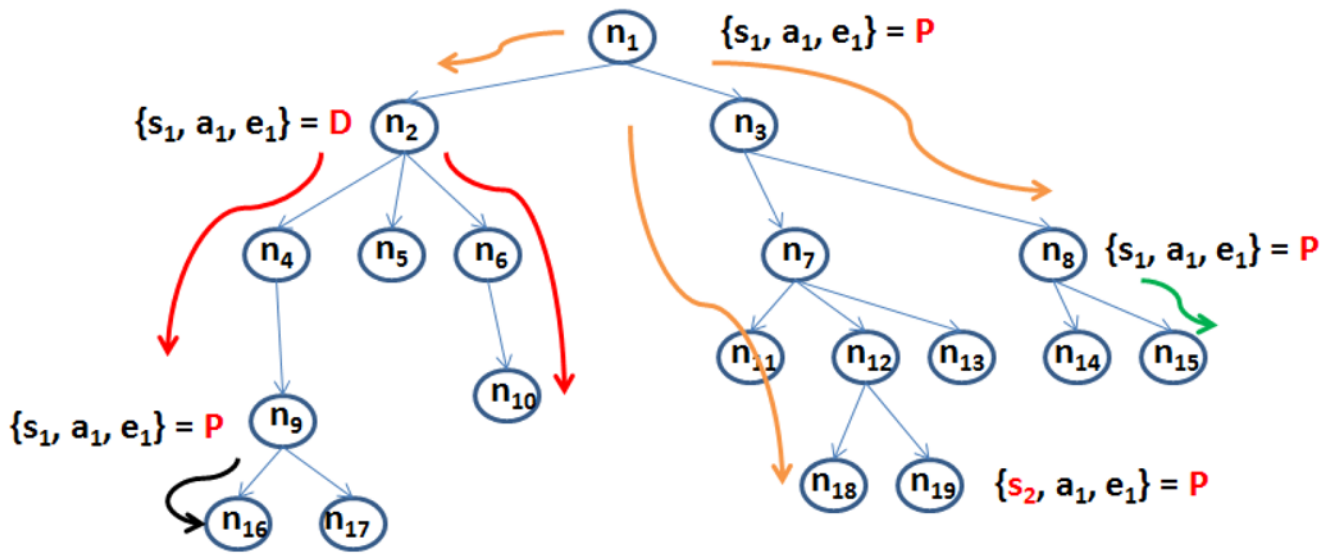 n1 {s1, a1, e1} = P
{s1, a1, e1} = D n2 n3
n4 n5 n6 n7 n8 {s1, a1, e1} = P
n11 n12 n13 n14 n15
n10
{s1, a1, e1} = P n9
n18 n19 {s2, a1, e1} = P
n16 n17